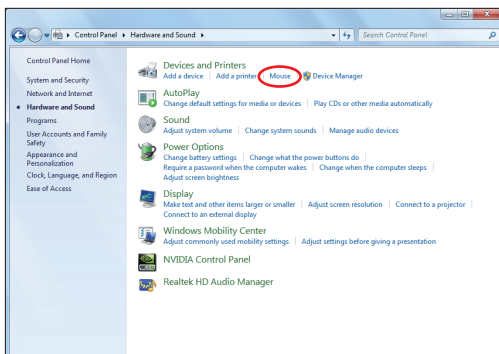 Control Panel ▸ Hardware and Sound ▸
Search Control Panel
Control Panel Home
System and Security
Network and Internet
Hardware and Sound
Programs
User Accounts and Family
Safety
Appearance and
Personalization
Clock, Language, and Region
Ease of Access
Devices and Printers
Add a device | Add a printer | Mouse | Device Manager
AutoPlay
Change default settings for media or devices | Play CDs or other media automatically
Sound
Adjust system volume | Change system sounds | Manage audio devices
Power Options
Change battery settings | Change what the power buttons do |
Require a password when the computer wakes | Change when the computer sleeps |
Adjust screen brightness
Display
Make text and other items larger or smaller | Adjust screen resolution | Connect to a projector |
Connect to an external display
Windows Mobility Center
Adjust commonly used mobility settings | Adjust settings before giving a presentation
NVIDIA Control Panel
Realtek HD Audio Manager